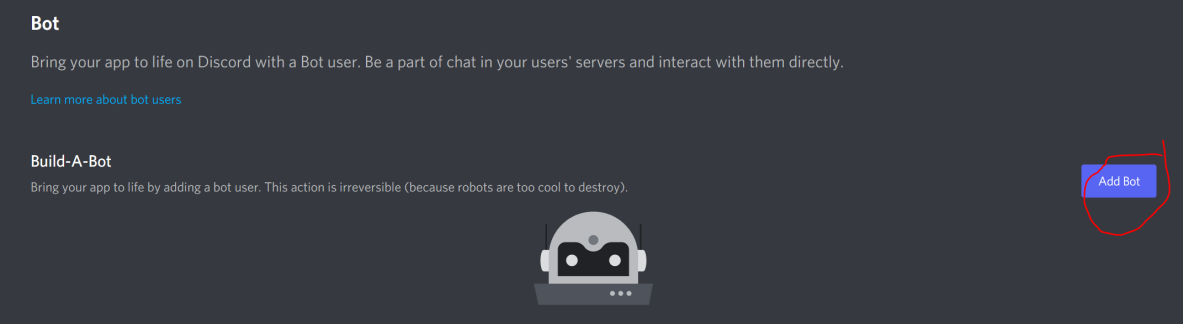 Bot
Bring your app to life on Discord with a Bot user. Be a part of chat in your users' servers and interact with them directly.
Learn more about bot users
Build-A-Bot
Bring your app to life by adding a bot user. This action is irreversible (because robots are too cool to destroy).
Add Bot